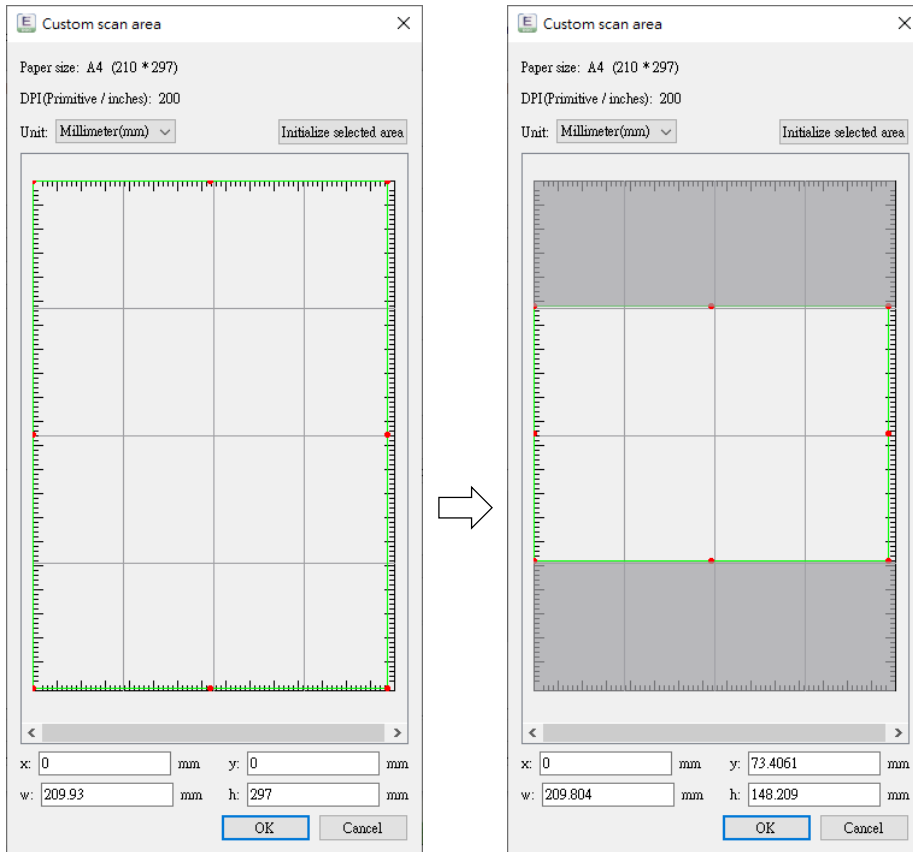 Custom scan area
Paper size: A4 (210 * 297)
DPI(Primitive / inches): 200
Unit: Millimeter(mm) Initialize selected area
x: 0 mm y: 0 mm
w: 209.93 mm h: 297 mm
OK Cancel
Custom scan area
Paper size: A4 (210 * 297)
DPI(Primitive / inches): 200
Unit: Millimeter(mm) Initialize selected area
x: 0 mm y: 73.4061 mm
w: 209.804 mm h: 148.209 mm
OK Cancel